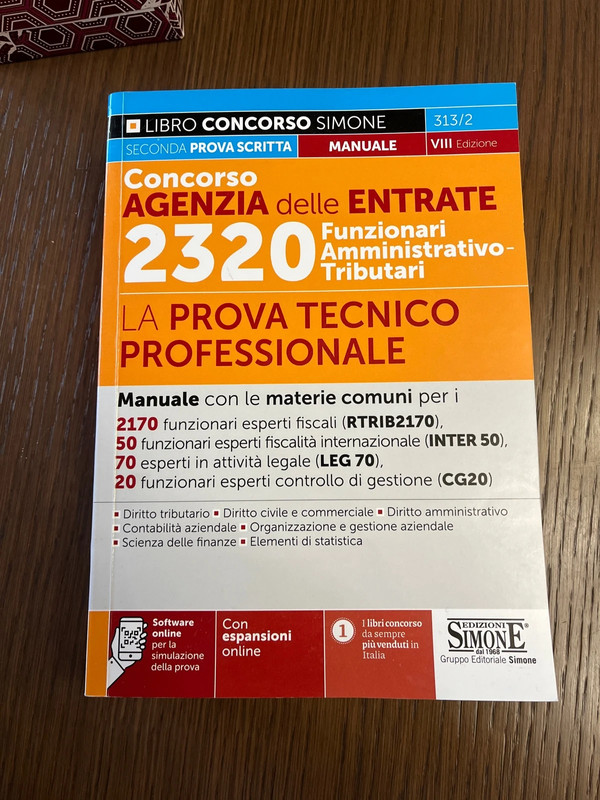 LIBRO CONCORSO SIMONE
313/2
SECONDA PROVA SCRITTA
MANUALE
VIII Edizione
Concorso
AGENZIA delle ENTRATE
2320
Funzionari
Amministrativo-
Tributari
LA PROVA TECNICO
PROFESSIONALE
Manuale con le materie comuni per i
2170 funzionari esperti fiscali (RTRIB2170),
50 funzionari esperti fiscalità internazionale (INTER 50),
70 esperti in attività legale (LEG 70),
20 funzionari esperti controllo di gestione (CG20)
▪ Diritto tributario ▪ Diritto civile e commerciale ▪ Diritto amministrativo
▪ Contabilità aziendale ▪ Organizzazione e gestione aziendale
▪ Scienza delle finanze ▪ Elementi di statistica
Software
online
per la
simulazione
della prova
Con
espansioni
online
1
I libri concorso
da sempre
più venduti in
Italia
EDIZIONI
SIMONE®
dal 1968
Gruppo Editoriale Simone